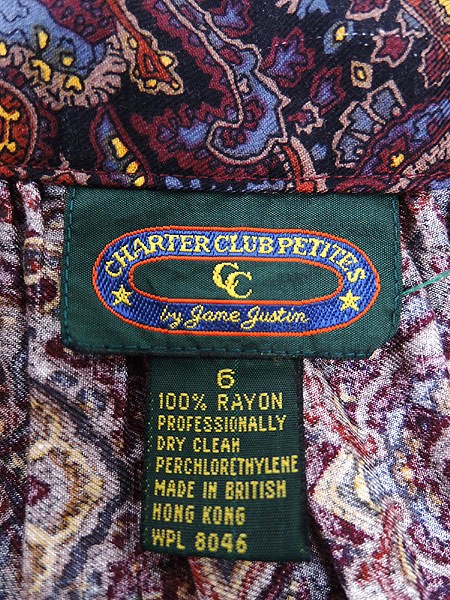 CHARTER CLUB PETITES
CC
by Jane Justin
6
100% RAYON
PROFESSIONALLY
DRY CLEAN
PERCHLORETHYLENE
MADE IN BRITISH
HONG KONG
WPL 8046